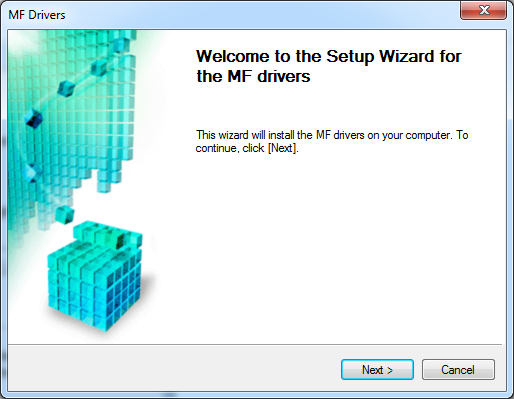 MF Drivers
Welcome to the Setup Wizard for
the MF drivers
This wizard will install the MF drivers on your computer. To
continue, click [Next].
Next >
Cancel